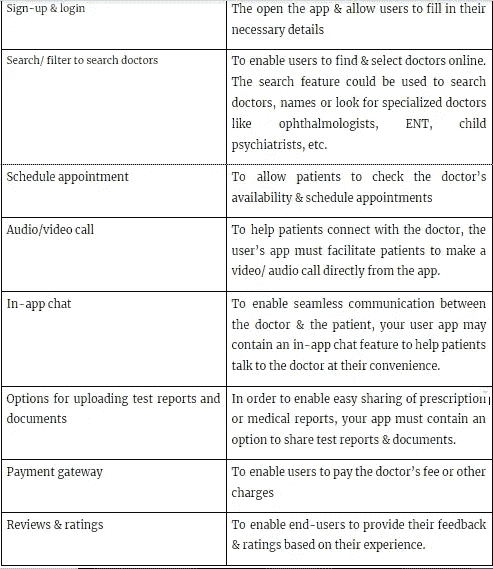 Sign-up & login
The open the app & allow users to fill in their
necessary details
Search/ filter to search doctors
To enable users to find & select doctors online.
The search feature could be used to search
doctors, names or look for specialized doctors
like ophthalmologists, ENT, child
psychiatrists, etc.
Schedule appointment
To allow patients to check the doctor's
availability & schedule appointments
Audio/video call
To help patients connect with the doctor, the
user's app must facilitate patients to make a
video/ audio call directly from the app.
In-app chat
To enable seamless communication between
the doctor & the patient, your user app may
contain an in-app chat feature to help patients
talk to the doctor at their convenience.
Options for uploading test reports and
documents
In order to enable easy sharing of prescription
or medical reports, your app must contain an
option to share test reports & documents.
Payment gateway
To enable users to pay the doctor's fee or other
charges
Reviews & ratings
To enable end-users to provide their feedback
& ratings based on their experience.